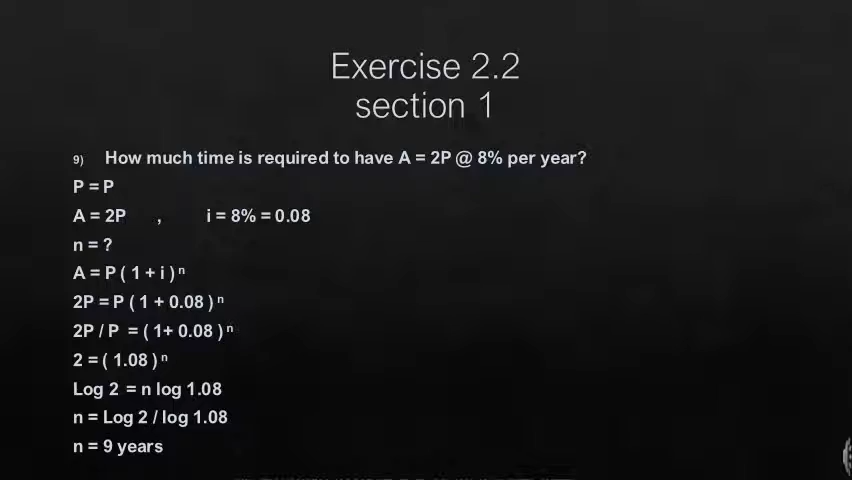 Exercise 2.2
section 1
9) How much time is required to have A = 2P @ 8% per year?
P = P
A = 2P , i = 8% = 0.08
n = ?
A = P ( 1 + i ) ⁿ
2P = P ( 1 + 0.08 ) ⁿ
2P / P = ( 1+ 0.08 ) ⁿ
2 = ( 1.08 ) ⁿ
Log 2 = n log 1.08
n = Log 2 / log 1.08
n = 9 years